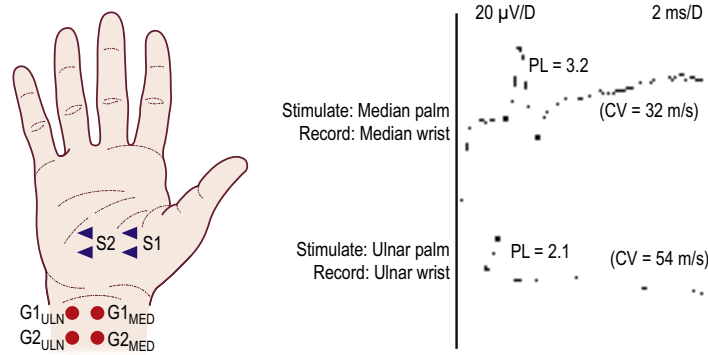 20 µV/D 2 ms/D
PL = 3.2
Stimulate: Median palm
Record: Median wrist
(CV = 32 m/s)
S2 S1
Stimulate: Ulnar palm
Record: Ulnar wrist
PL = 2.1
(CV = 54 m/s)
G1ULN G1MED
G2ULN G2MED